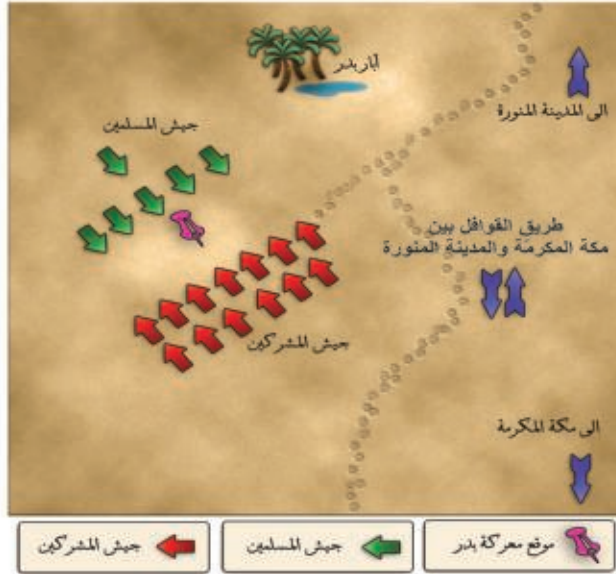 آبار بدر
الى المدينة المنورة
جيش المسلمين
طريق القوافل بين
مكة المكرمة والمدينة المنورة
جيش المشركين
الى مكة المكرمة
موقع معركة بدر
جيش المسلمين
جيش المشركين